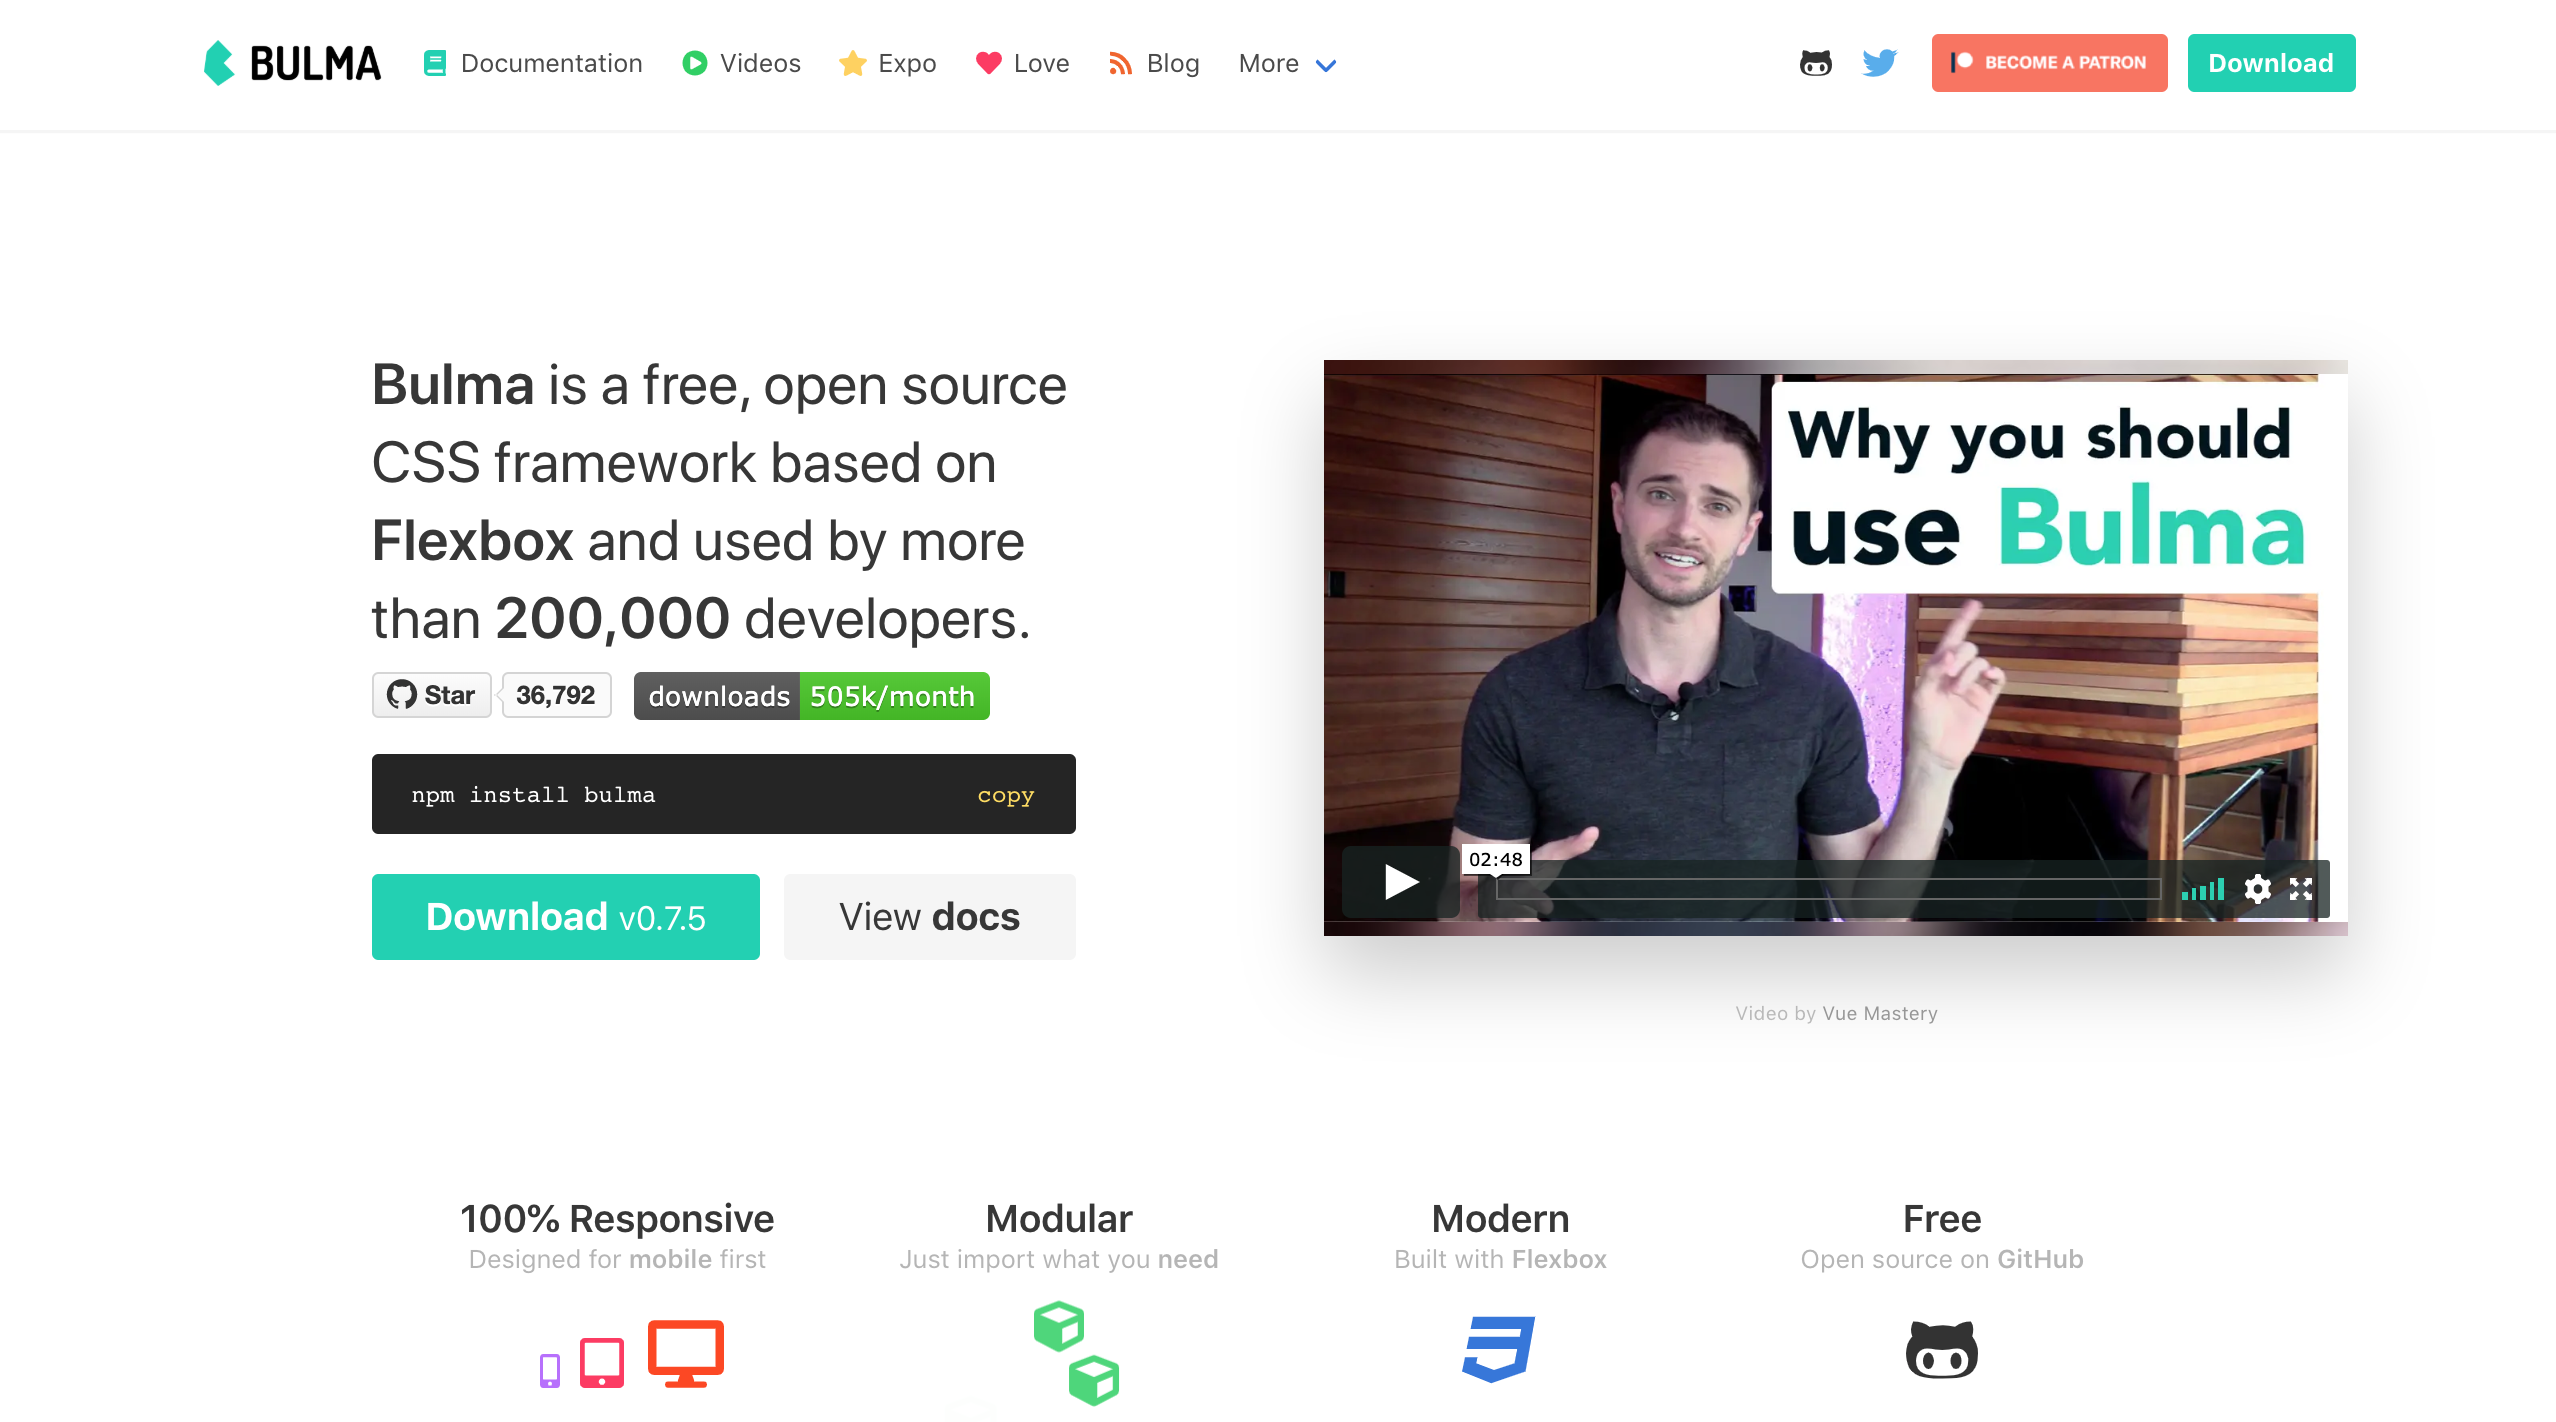 BULMA
Documentation
Videos
Expo
Love
Blog
More
BECOME A PATRON
Download
Bulma is a free, open source
CSS framework based on
Flexbox and used by more
than 200,000 developers.
Star
36,792
downloads 505k/month
npm install bulma
copy
Download v0.7.5
View docs
Why you should
use Bulma
02:48
Video by Vue Mastery
100% Responsive
Designed for mobile first
Modular
Just import what you need
Modern
Built with Flexbox
Free
Open source on GitHub